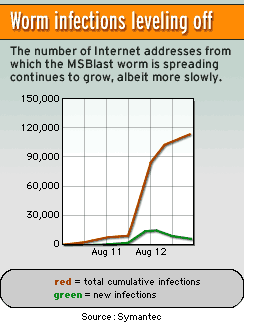 Worm infections leveling off
The number of Internet addresses from
which the MSBlast worm is spreading
continues to grow, albeit more slowly.
150,000
120,000
90,000
60,000
30,000
0
Aug 11 Aug 12
red = total cumulative infections
green = new infections
Source: Symantec